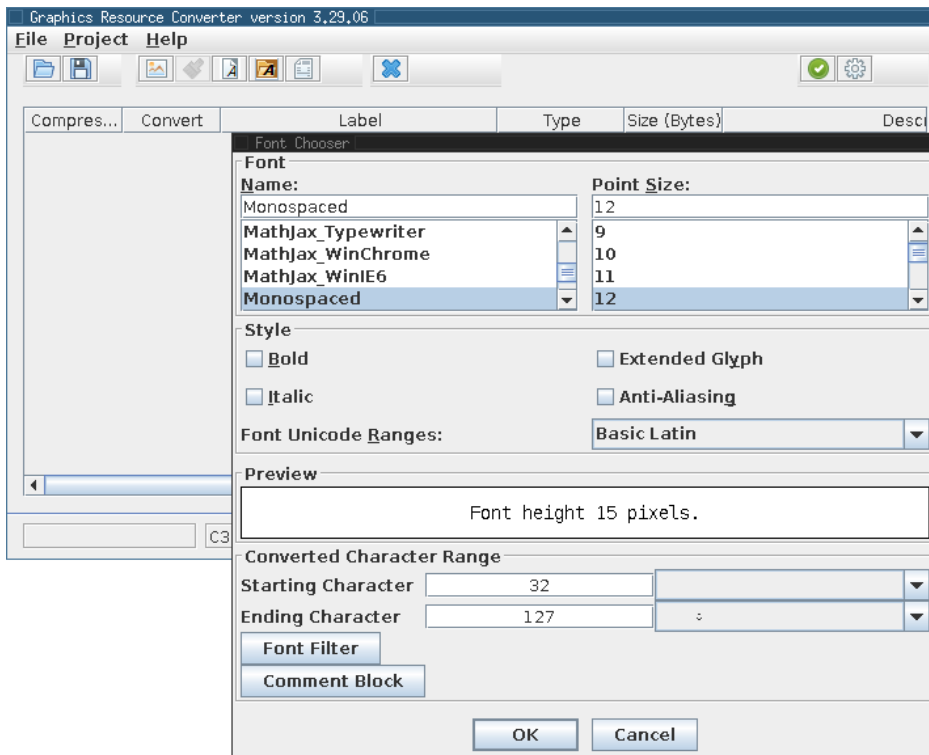 Graphics Resource Converter version 3.29.06
File Project Help
Compres... Convert Label Type Size (Bytes) Descr
Font Chooser
Font
Name: Point Size:
Monospaced 12
MathJax_Typewriter 9
MathJax_WinChrome 10
MathJax_WinIE6 11
Monospaced 12
Style
Bold Extended Glyph
Italic Anti-Aliasing
Font Unicode Ranges: Basic Latin
Preview
Font height 15 pixels.
C3
Converted Character Range
Starting Character 32
Ending Character 127
Font Filter
Comment Block
OK Cancel